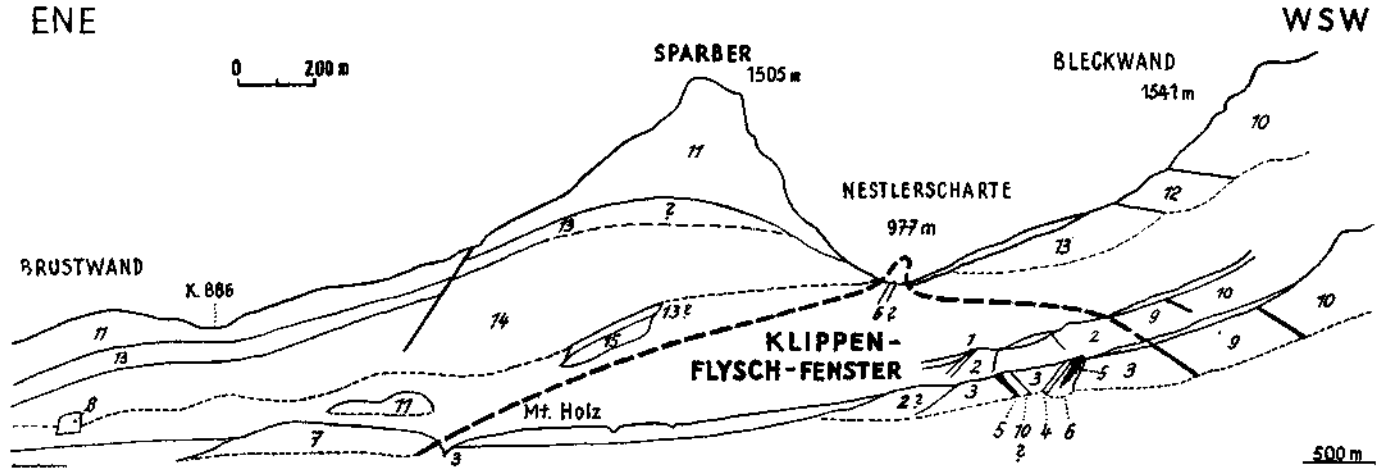 ENE
WSW
0 200 m
SPARBER
1505 m
BLECKWAND
1541 m
10
11
12
NESTLERSCHARTE
977 m
?
13
13
BRUSTWAND
K. 886
6?
10
10
11
14
13?
15
9
1
2
9
KLIPPEN-
FLYSCH-FENSTER
2
3
5
3
13
3
2?
8
11
Mt. Holz
7
3
5 10 4 6
?
500 m